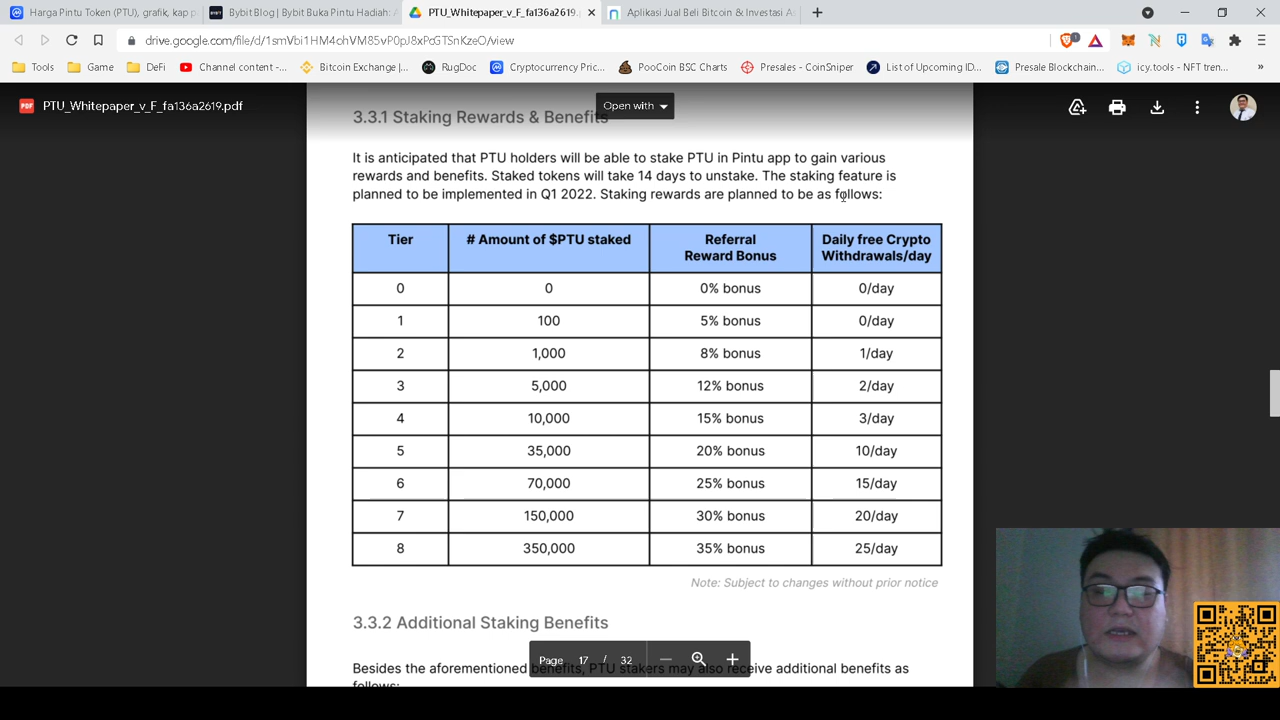 Harga Pintu Token (PTU), grafik, kap p
Bybit Blog | Bybit Buka Pintu Hadiah: A
PTU_Whitepaper_v_F_fa136a2619.p
Aplikasi Jual Beli Bitcoin & Investasi As
drive.google.com/file/d/1smVbi1HM4ohVM85vP0pJ8xPcGTSnKzeO/view
Tools
Game
DeFi
Channel content -...
Bitcoin Exchange |...
RugDoc
Cryptocurrency Pric...
PooCoin BSC Charts
Presales - CoinSniper
List of Upcoming ID...
Presale Blockchain...
icy.tools - NFT tren...
»
PDF
PTU_Whitepaper_v_F_fa136a2619.pdf
Open with
3.3.1 Staking Rewards & Benefits
It is anticipated that PTU holders will be able to stake PTU in Pintu app to gain various
rewards and benefits. Staked tokens will take 14 days to unstake. The staking feature is
planned to be implemented in Q1 2022. Staking rewards are planned to be as follows:
Tier # Amount of $PTU staked Referral Reward Bonus Daily free Crypto Withdrawals/day
0 0 0% bonus 0/day
1 100 5% bonus 0/day
2 1,000 8% bonus 1/day
3 5,000 12% bonus 2/day
4 10,000 15% bonus 3/day
5 35,000 20% bonus 10/day
6 70,000 25% bonus 15/day
7 150,000 30% bonus 20/day
8 350,000 35% bonus 25/day
Note: Subject to changes without prior notice
3.3.2 Additional Staking Benefits
Page 17 / 32
Besides the aforementioned benefits, PTU stakers may also receive additional benefits as
follows: